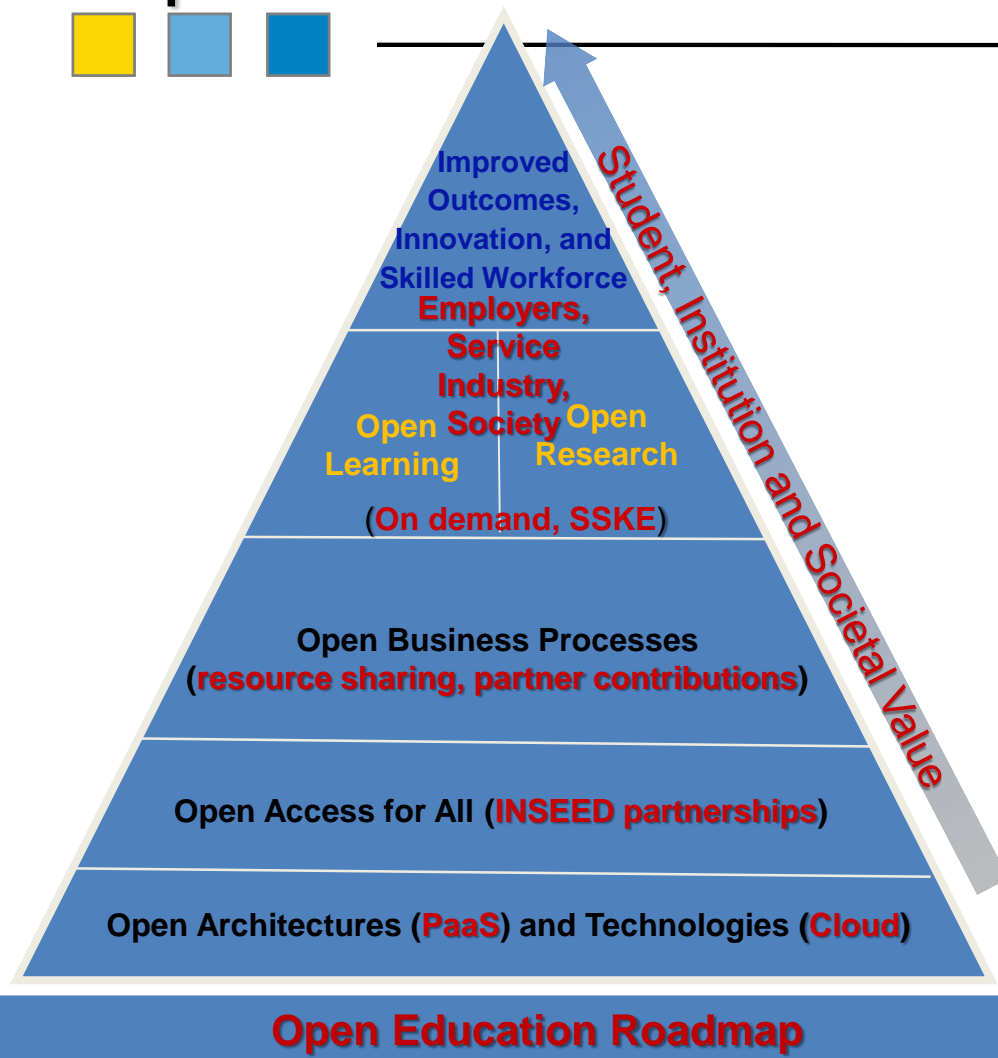 Improved
Outcomes,
Innovation, and
Skilled Workforce
Employers,
Service
Industry,
Society
Open
Learning
Open
Research
(On demand, SSKE)
Open Business Processes
(resource sharing, partner contributions)
Open Access for All (INSEED partnerships)
Open Architectures (PaaS) and Technologies (Cloud)
Student, Institution and Societal Value
Open Education Roadmap